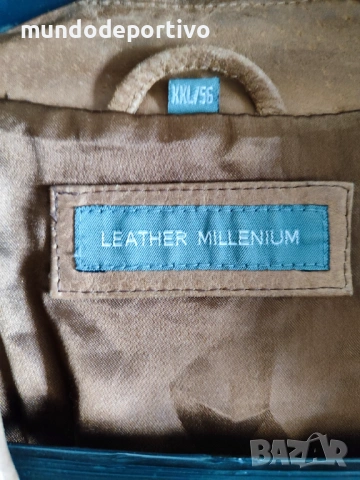 mundodeportivo
XXL/56
LEATHER MILLENIUM
BAZAR